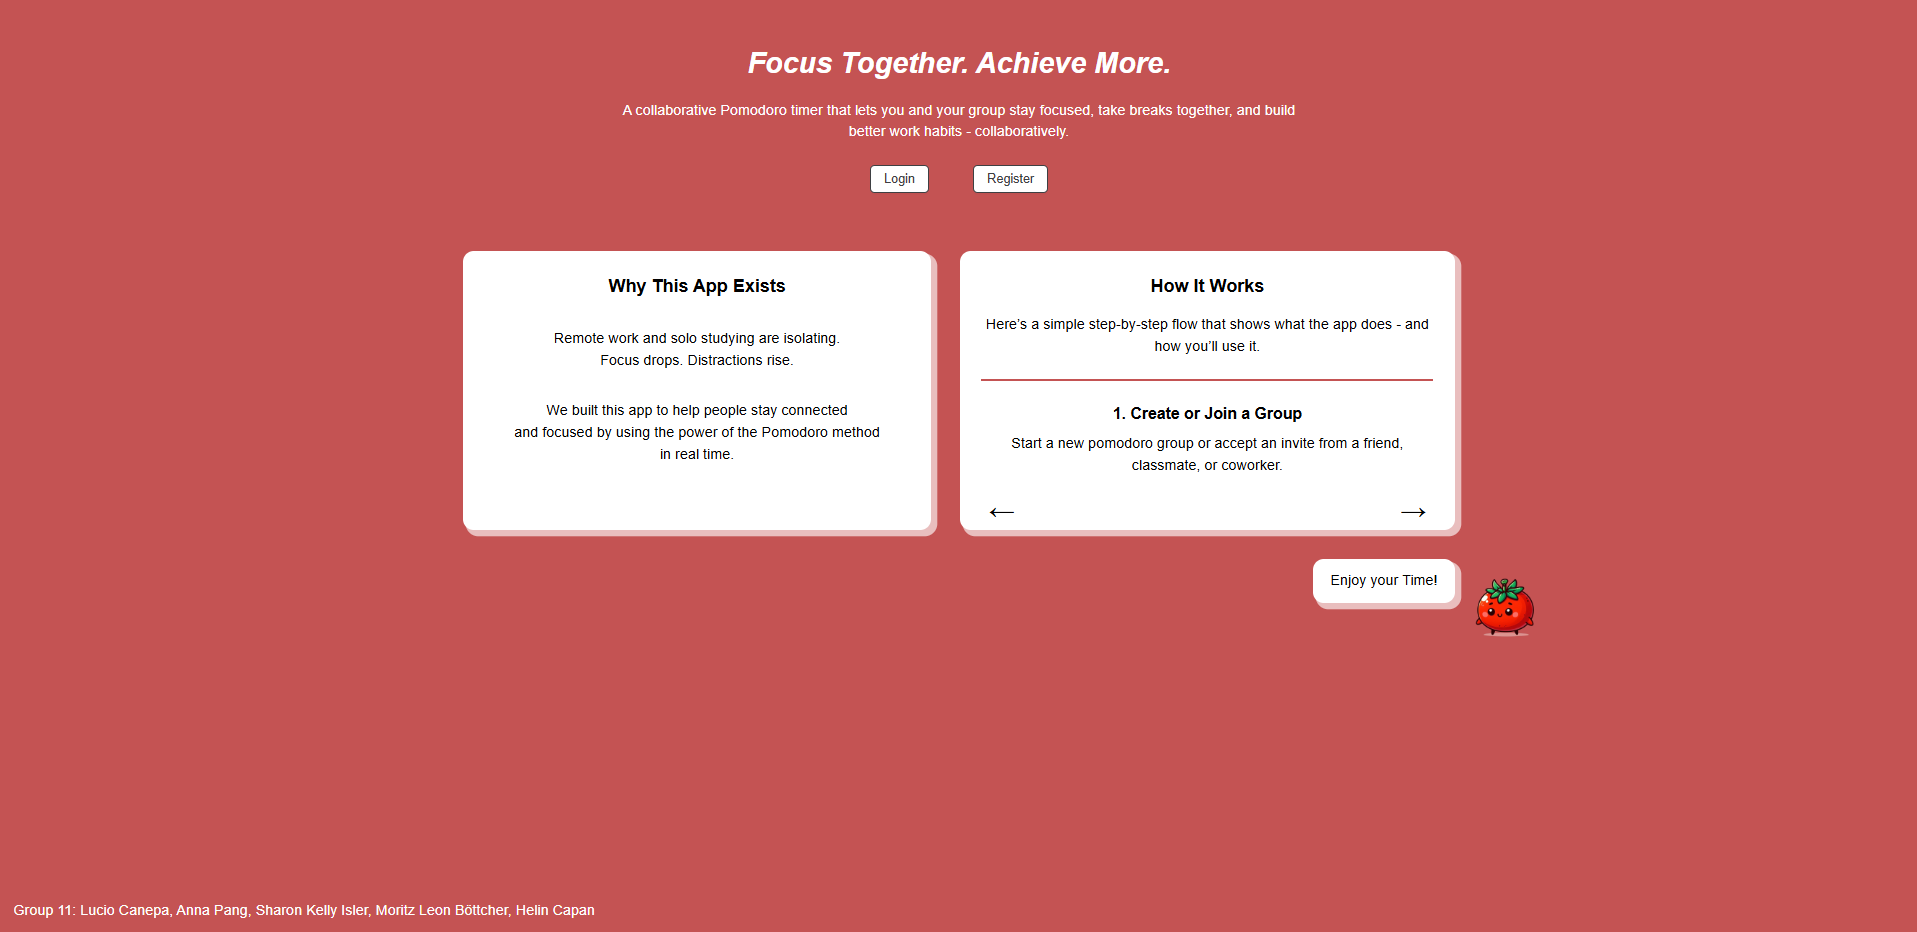 Focus Together. Achieve More.
A collaborative Pomodoro timer that lets you and your group stay focused, take breaks together, and build
better work habits - collaboratively.
Login
Register
Why This App Exists
Remote work and solo studying are isolating.
Focus drops. Distractions rise.
We built this app to help people stay connected
and focused by using the power of the Pomodoro method
in real time.
How It Works
Here’s a simple step-by-step flow that shows what the app does - and
how you’ll use it.
1. Create or Join a Group
Start a new pomodoro group or accept an invite from a friend,
classmate, or coworker.
← →
Enjoy your Time!
Group 11: Lucio Canepa, Anna Pang, Sharon Kelly Isler, Moritz Leon Böttcher, Helin Capan